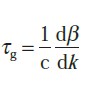 τg = 1/c dβ/dk